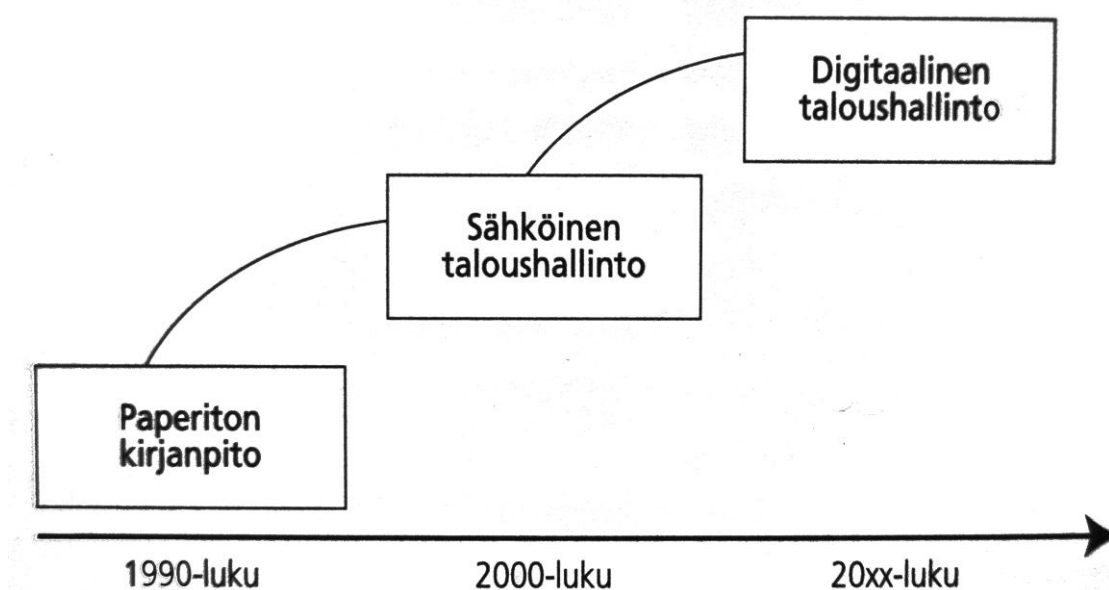 Digitaalinen
taloushallinto
Sähköinen
taloushallinto
Paperiton
kirjanpito
1990-luku
2000-luku
20xx-luku